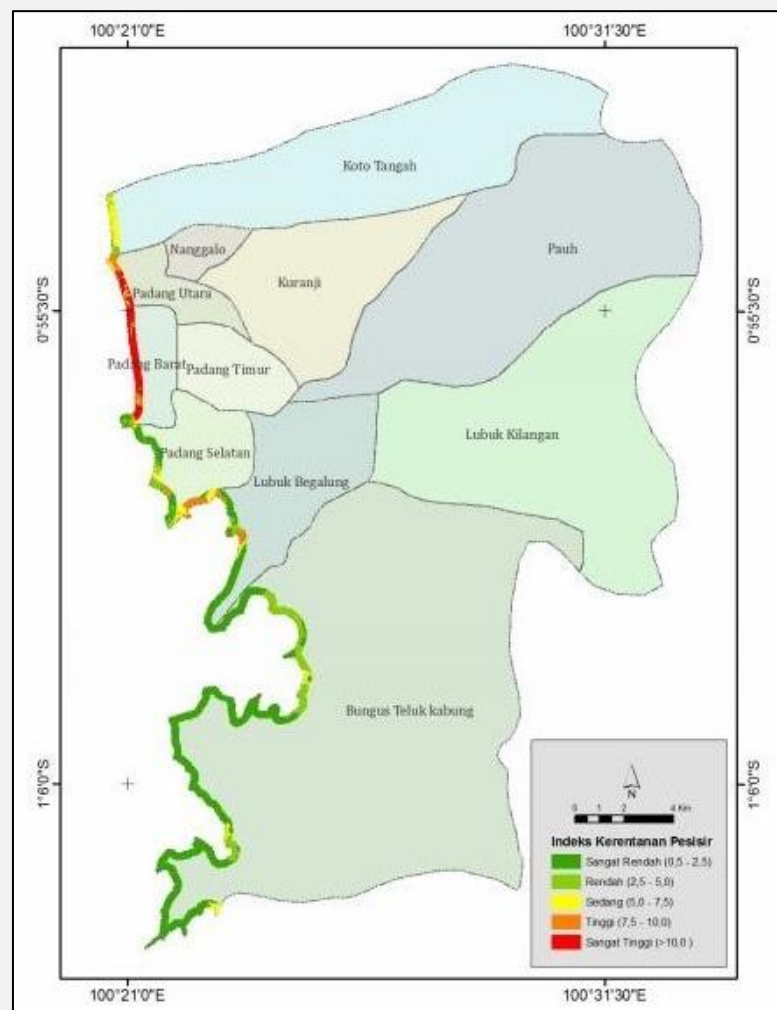 100°21'0"E
100°31'30"E
Koto Tangah
Nanggalo
Pauh
Kuranji
Padang Utara
0°55'30"S
0°55'30"S
Padang Barat
Padang Timur
Lubuk Kilangan
Padang Selatan
Lubuk Begalung
Bungus Teluk kabung
1°6'0"S
1°6'0"S
N
0 1 2 4 Km
Indeks Kerentanan Pesisir
Sangat Rendah (0,5 - 2,5)
Rendah (2,5 - 5,0)
Sedang (5,0 - 7,5)
Tinggi (7,5 - 10,0)
Sangat Tinggi (>10,0 )
100°21'0"E
100°31'30"E